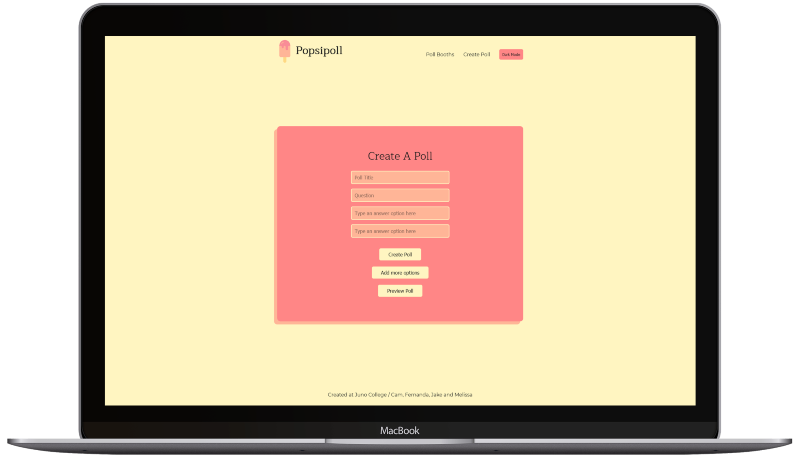 Popsipoll
Poll Booths
Create Poll
Dark Mode
Create A Poll
Poll Title
Question
Type an answer option here
Type an answer option here
Create Poll
Add more options
Preview Poll
Created at Juno College / Cam, Fernanda, Jake and Melissa
MacBook